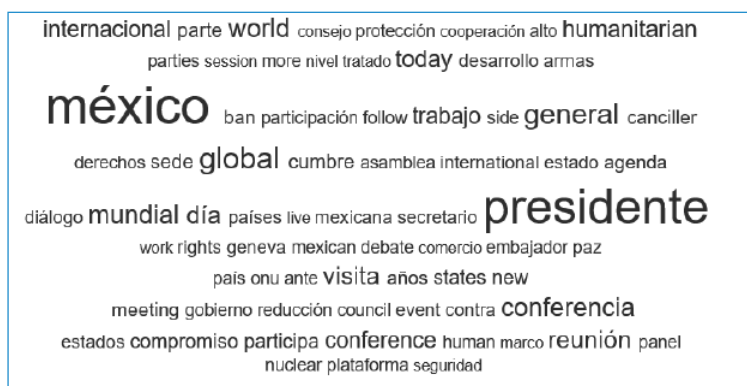 internacional parte world consejo protección cooperación alto humanitarian
parties session more nivel tratado today desarrollo armas
méxico ban participación follow trabajo side general canciller
derechos sede global cumbre asamblea international estado agenda
diálogo mundial día países live mexicana secretario presidente
work rights geneva mexican debate comercio embajador paz
país onu ante visita años states new
meeting gobierno reducción council event contra conferencia
estados compromiso participa conference human marco reunión panel
nuclear plataforma seguridad